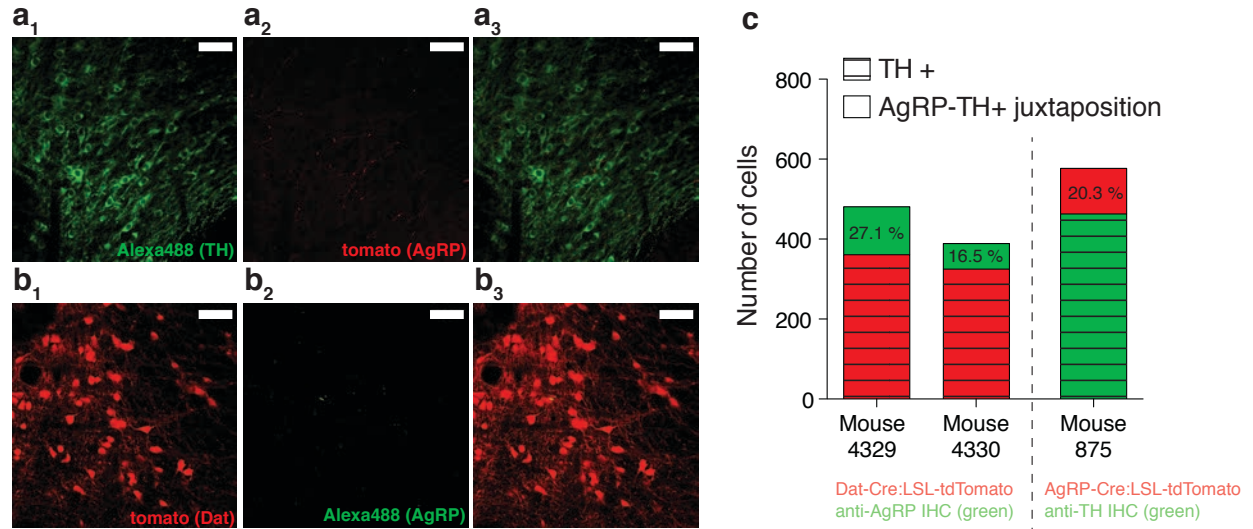 a1
a2
a3
Alexa488 (TH)
tomato (AgRP)
Alexa488 (TH)
b1
b2
b3
tomato (Dat)
Alexa488 (AgRP)
c
TH +
AgRP-TH+ juxtaposition
Number of cells
800
600
400
200
0
27.1 %
16.5 %
20.3 %
Mouse
4329
Mouse
4330
Mouse
875
Dat-Cre:LSL-tdTomato
anti-AgRP IHC (green)
AgRP-Cre:LSL-tdTomato
anti-TH IHC (green)